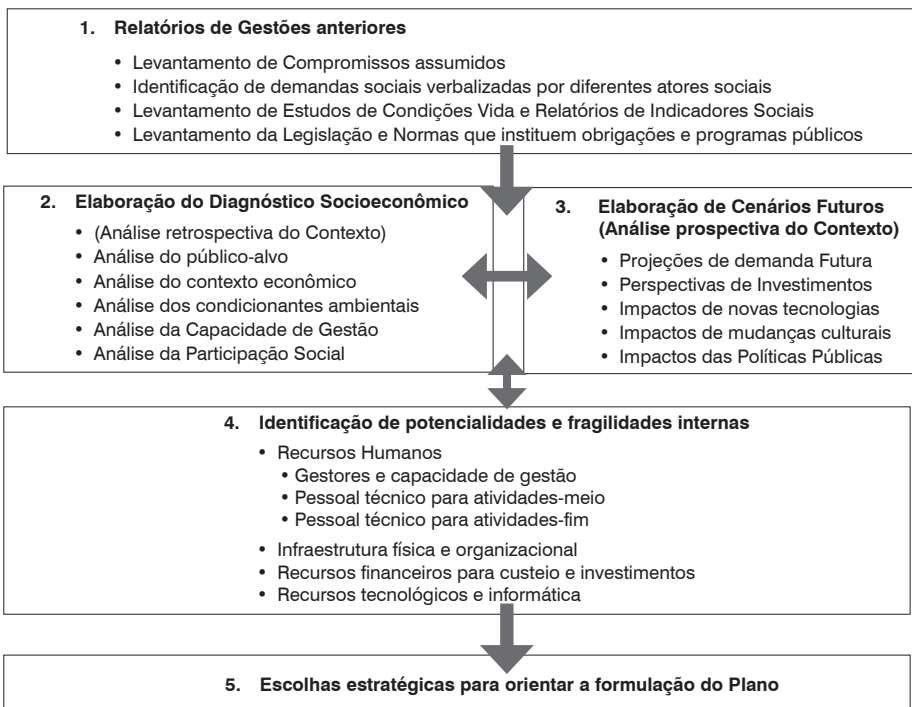 1. Relatórios de Gestões anteriores
• Levantamento de Compromissos assumidos
• Identificação de demandas sociais verbalizadas por diferentes atores sociais
• Levantamento de Estudos de Condições Vida e Relatórios de Indicadores Sociais
• Levantamento da Legislação e Normas que instituem obrigações e programas públicos
2. Elaboração do Diagnóstico Socioeconômico
• (Análise retrospectiva do Contexto)
• Análise do público-alvo
• Análise do contexto econômico
• Análise dos condicionantes ambientais
• Análise da Capacidade de Gestão
• Análise da Participação Social
3. Elaboração de Cenários Futuros
(Análise prospectiva do Contexto)
• Projeções de demanda Futura
• Perspectivas de Investimentos
• Impactos de novas tecnologias
• Impactos de mudanças culturais
• Impactos das Políticas Públicas
4. Identificação de potencialidades e fragilidades internas
• Recursos Humanos
• Gestores e capacidade de gestão
• Pessoal técnico para atividades-meio
• Pessoal técnico para atividades-fim
• Infraestrutura física e organizacional
• Recursos financeiros para custeio e investimentos
• Recursos tecnológicos e informática
5. Escolhas estratégicas para orientar a formulação do Plano